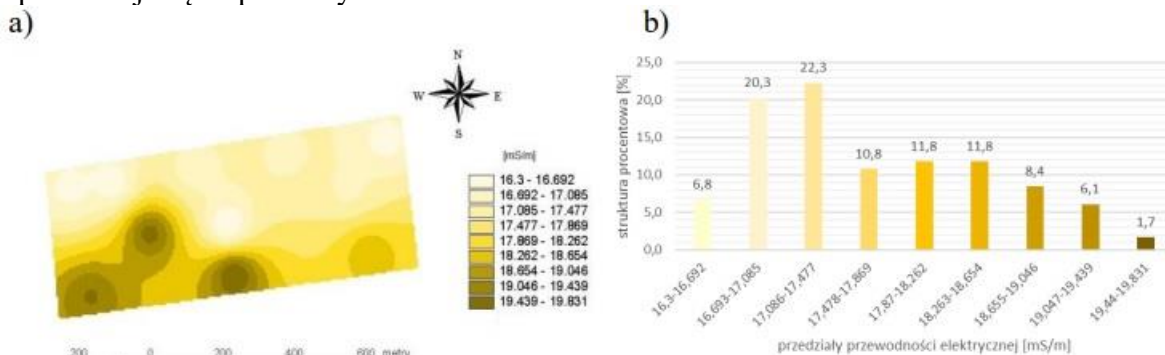 a)
N
W E
S
[mS/m]
16.3 - 16.692
16.692 - 17.085
17.085 - 17.477
17.477 - 17.869
17.869 - 18.262
18.262 - 18.654
18.654 - 19.046
19.046 - 19.439
19.439 - 19.831
200 0 200 400 600 metry
b)
struktura procentowa [%]
25,0
20,0
15,0
10,0
5,0
0,0
6,8
20,3
22,3
10,8
11,8
11,8
8,4
6,1
1,7
16,3-16,692
16,693-17,085
17,086-17,477
17,478-17,869
17,87-18,262
18,263-18,654
18,655-19,046
19,047-19,439
19,44-19,831
przedziały przewodności elektrycznej [mS/m]